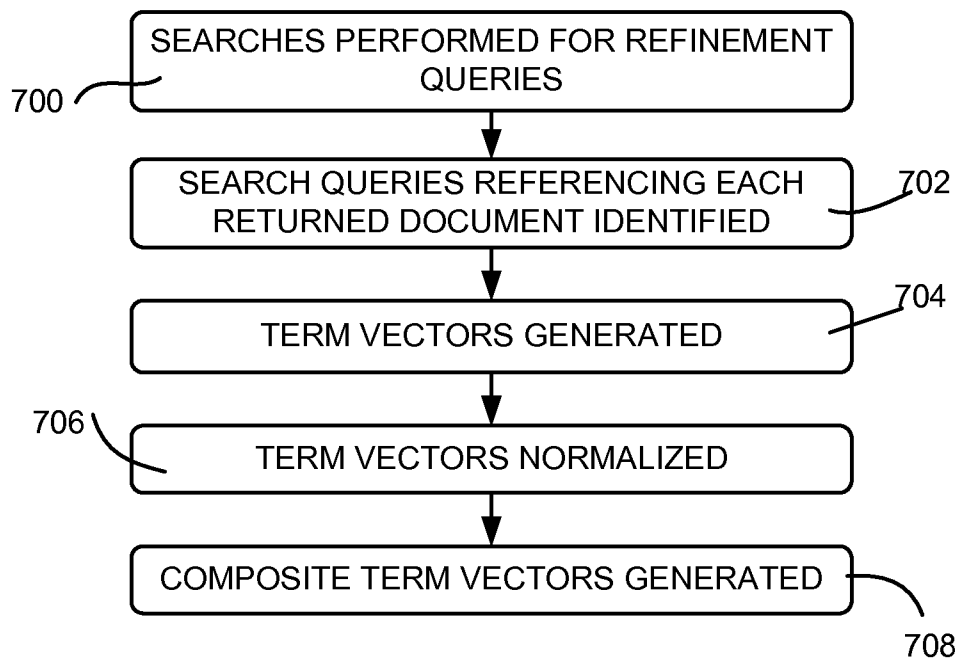 SEARCHES PERFORMED FOR REFINEMENT
QUERIES
700
SEARCH QUERIES REFERENCING EACH
RETURNED DOCUMENT IDENTIFIED
702
TERM VECTORS GENERATED
704
706
TERM VECTORS NORMALIZED
COMPOSITE TERM VECTORS GENERATED
708